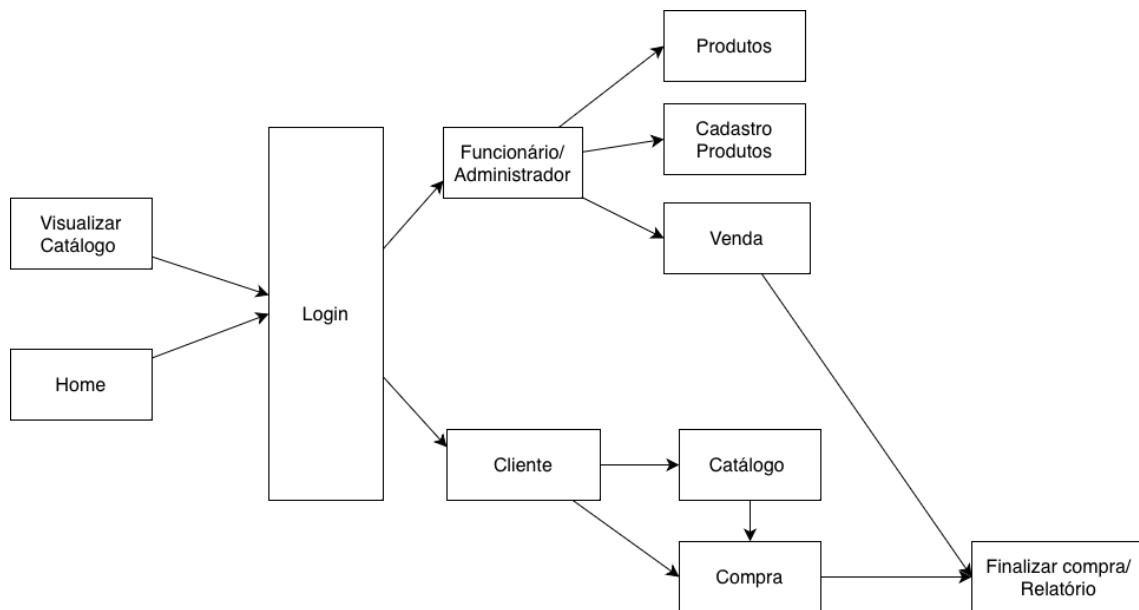 Produtos
Cadastro
Produtos
Funcionário/
Administrador
Visualizar
Catálogo
Venda
Login
Home
Cliente
Catálogo
Compra
Finalizar compra/
Relatório